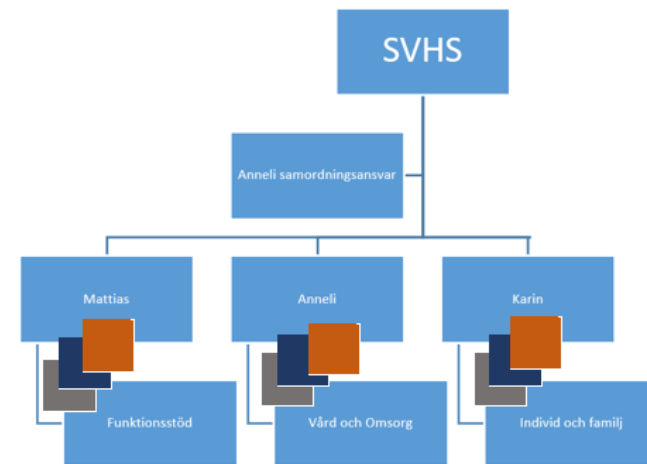 SVHS
Anneli samordningsansvar
Mattias
Anneli
Karin
Funktionsstöd
Vård och Omsorg
Individ och familj